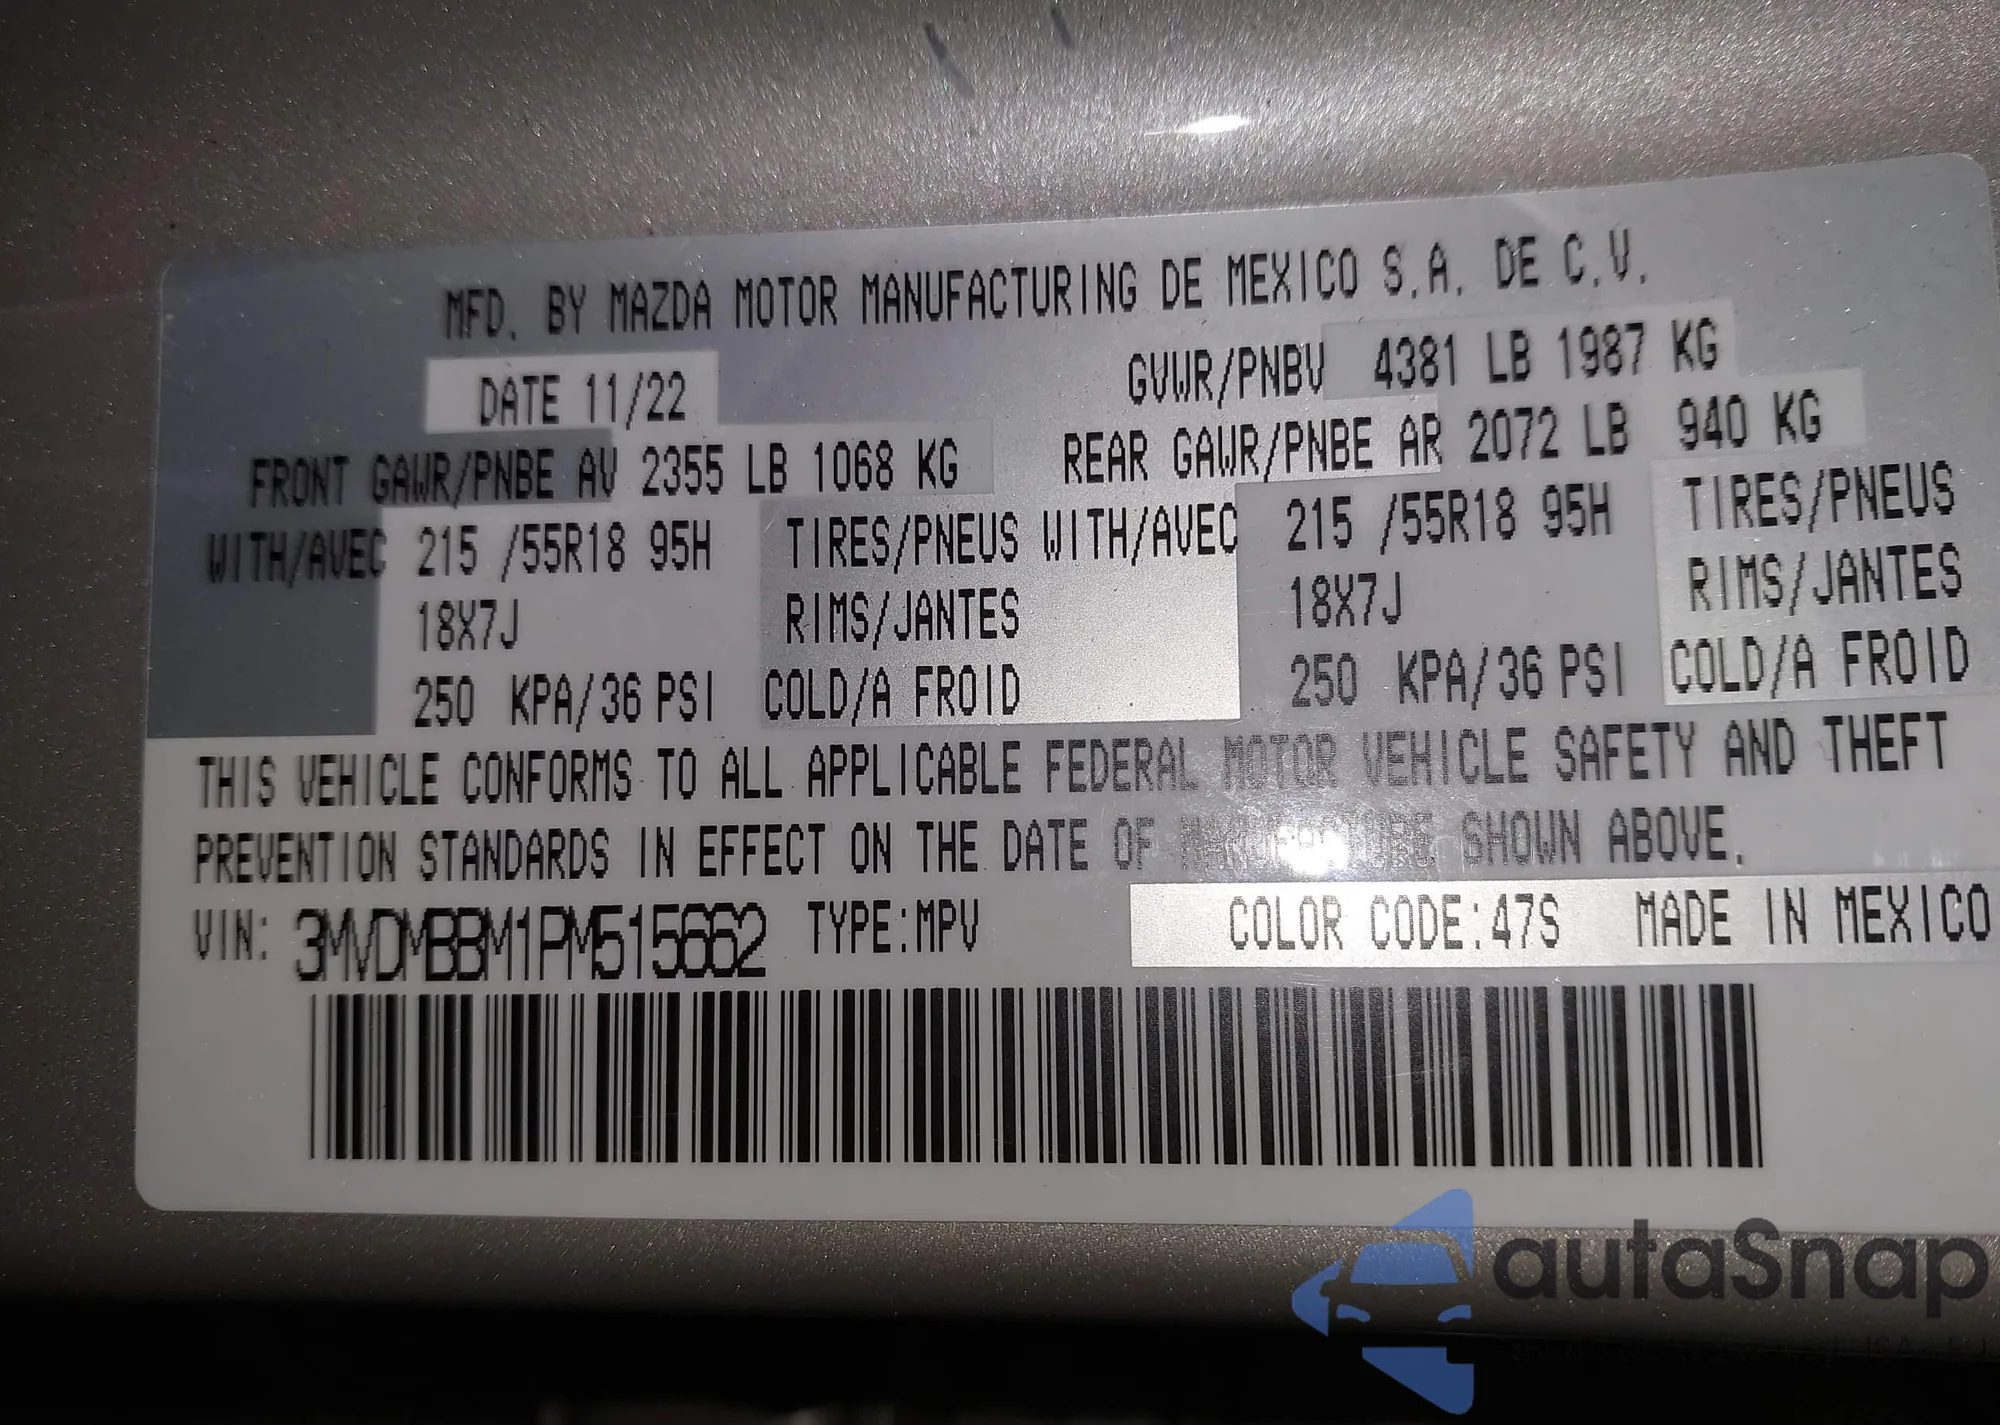 MFD. BY MAZDA MOTOR MANUFACTURING DE MEXICO S.A. DE C.V.
DATE 11/22 GVWR/PNBV 4381 LB 1987 KG
FRONT GAWR/PNBE AV 2355 LB 1068 KG REAR GAWR/PNBE AR 2072 LB 940 KG
WITH/AVEC 215 /55R18 95H TIRES/PNEUS WITH/AVEC 215 /55R18 95H TIRES/PNEUS
18X7J RIMS/JANTES 18X7J RIMS/JANTES
250 KPA/36 PSI COLD/A FROID 250 KPA/36 PSI COLD/A FROID
THIS VEHICLE CONFORMS TO ALL APPLICABLE FEDERAL MOTOR VEHICLE SAFETY AND THEFT
PREVENTION STANDARDS IN EFFECT ON THE DATE OF MANUFACTURE SHOWN ABOVE.
VIN: 3MVDMBBM1PM515662 TYPE:MPV COLOR CODE:47S MADE IN MEXICO
autaSnap